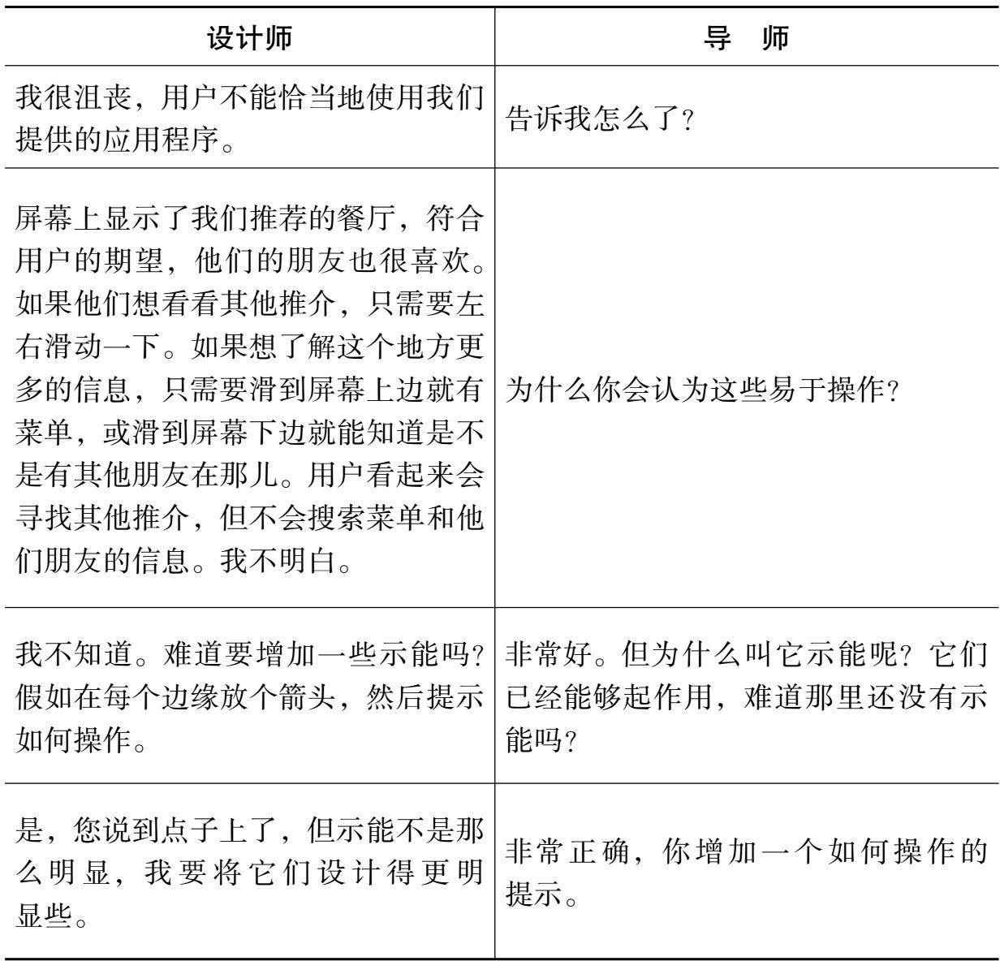 设计师
导 师
我很沮丧，用户不能恰当地使用我们
提供的应用程序。
告诉我怎么了？
屏幕上显示了我们推荐的餐厅，符合
用户的期望，他们的朋友也很喜欢。
如果他们想看看其他推介，只需要左
右滑动一下。如果想了解这个地方更
多的信息，只需要滑到屏幕上边就有
菜单，或滑到屏幕下边就能知道是不
是有其他朋友在那儿。用户看起来会
寻找其他推介，但不会搜索菜单和他
们朋友的信息。我不明白。
为什么你会认为这些易于操作？
我不知道。难道要增加一些示能吗？
假如在每个边缘放个箭头，然后提示
如何操作。
非常好。但为什么叫它示能呢？它们
已经能够起作用，难道那里还没有示
能吗？
是，您说到点子上了，但示能不是那
么明显，我要将它们设计得更明
显些。
非常正确，你增加一个如何操作的
提示。